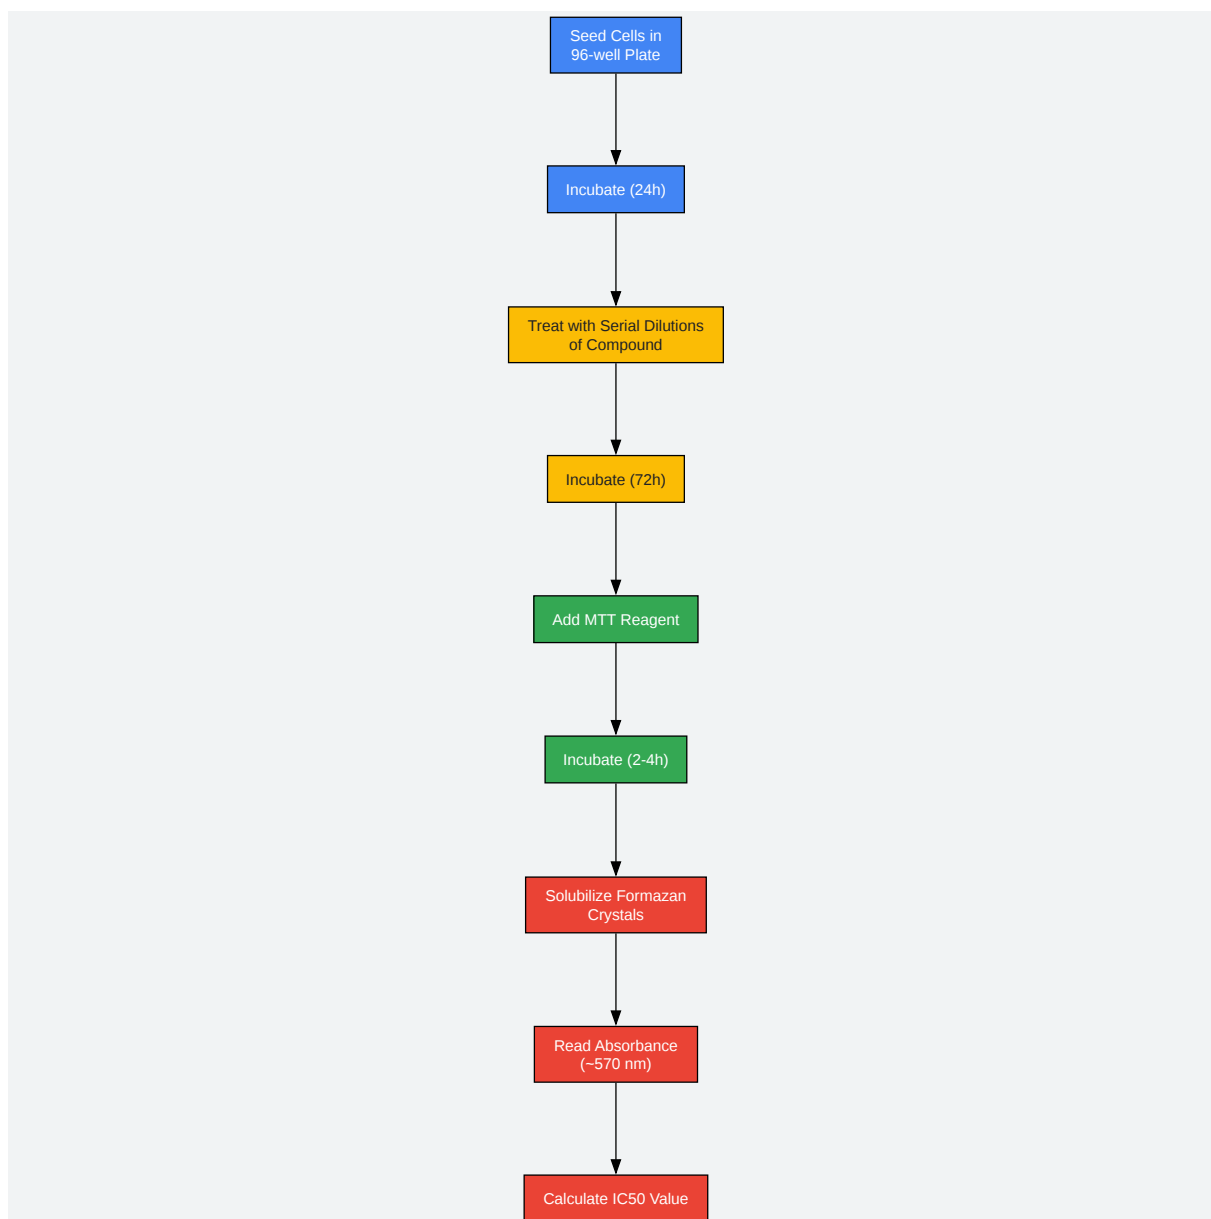 Seed Cells in
96-well Plate
Incubate (24h)
Treat with Serial Dilutions
of Compound
Incubate (72h)
Add MTT Reagent
Incubate (2-4h)
Solubilize Formazan
Crystals
Read Absorbance
(~570 nm)
Calculate IC50 Value